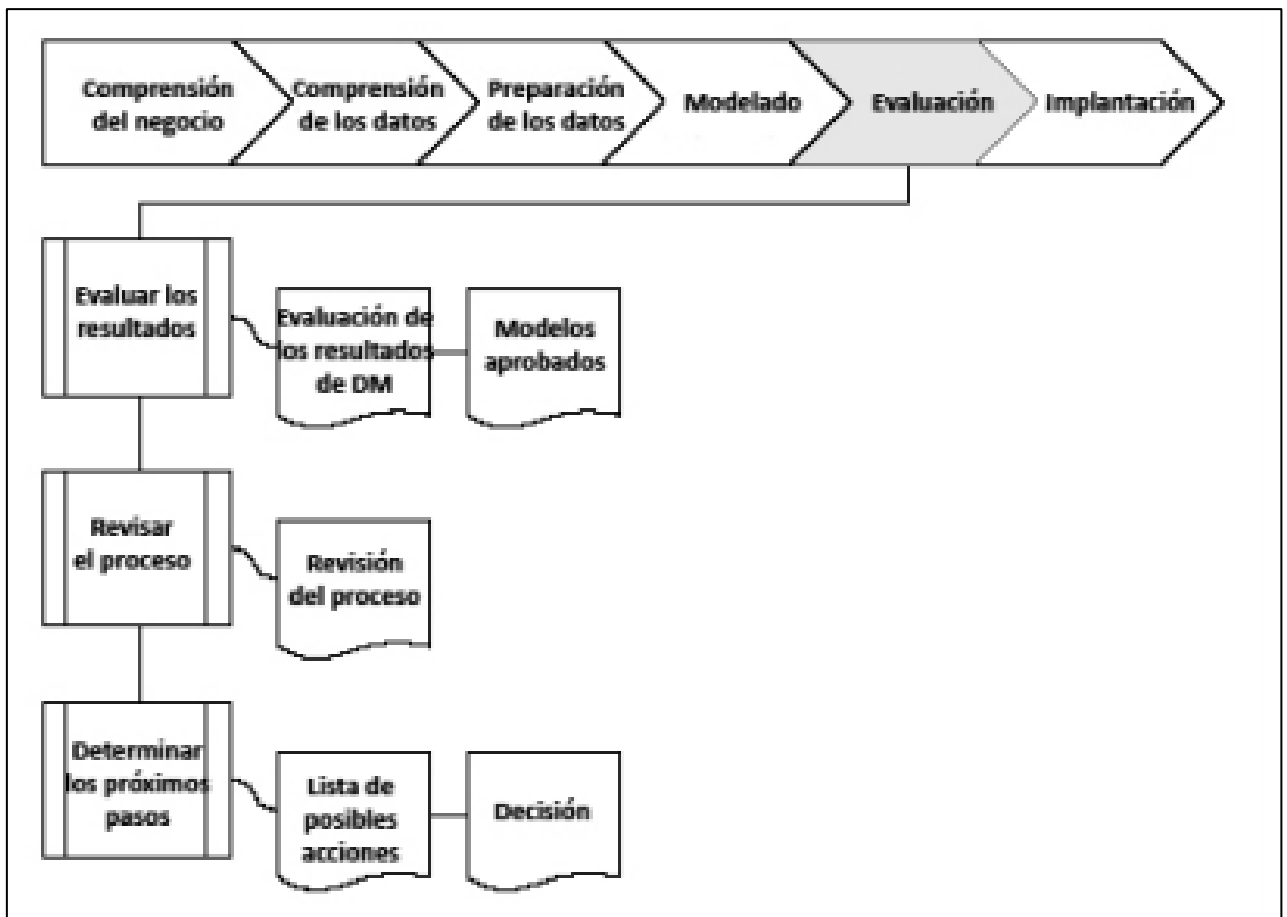 Comprensión
del negocio
Comprensión
de los datos
Preparación
de los datos
Modelado
Evaluación
Implantación
Evaluar los
resultados
Evaluación de
los resultados
de DM
Modelos
aprobados
Revisar
el proceso
Revisión
del proceso
Determinar
los próximos
pasos
Lista de
posibles
acciones
Decisión